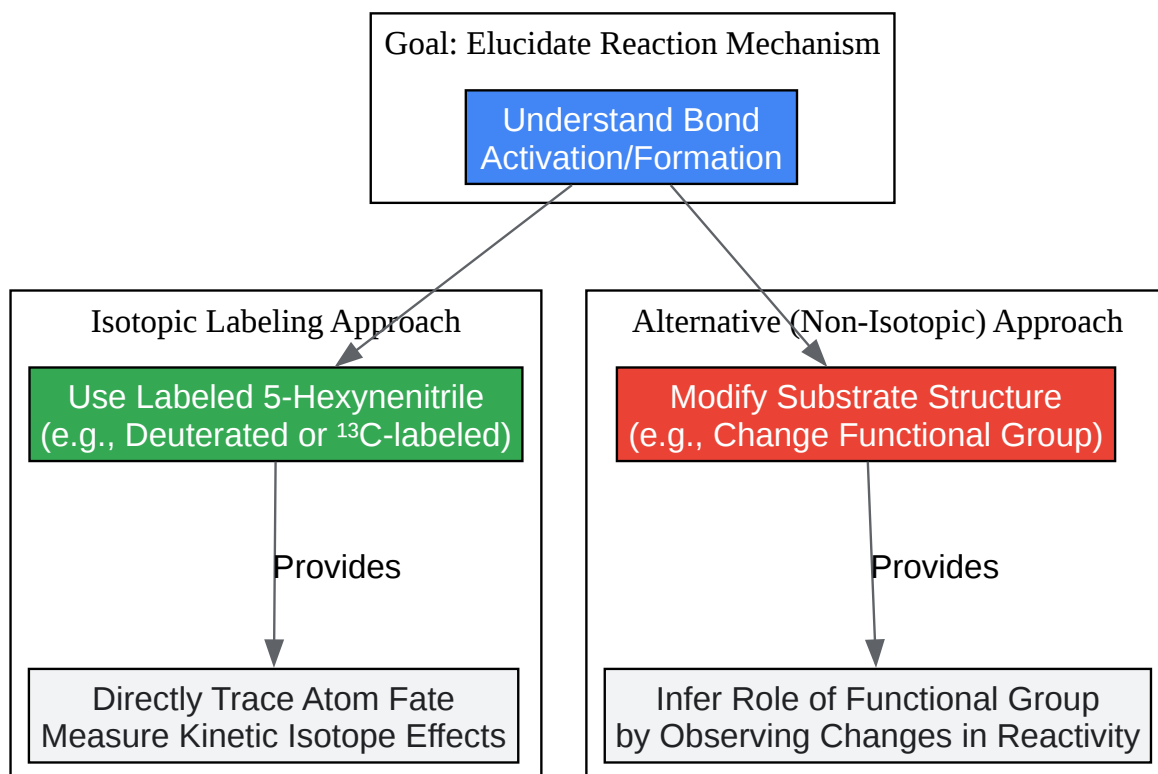 Goal: Elucidate Reaction Mechanism
Understand Bond
Activation/Formation
Isotopic Labeling Approach
Use Labeled 5-Hexynenitrile
(e.g., Deuterated or ¹³C-labeled)
Provides
Directly Trace Atom Fate
Measure Kinetic Isotope Effects
Alternative (Non-Isotopic) Approach
Modify Substrate Structure
(e.g., Change Functional Group)
Provides
Infer Role of Functional Group
by Observing Changes in Reactivity